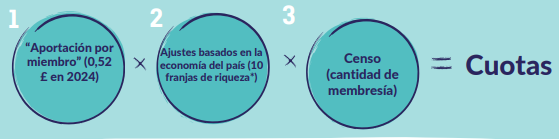 1
2
3
"Aportación por
miembro" (0,52
£ en 2024)
×
Ajustes basados en la
economía del país (10
franjas de riqueza*)
×
Censo
(cantidad de
membresía)
= Cuotas